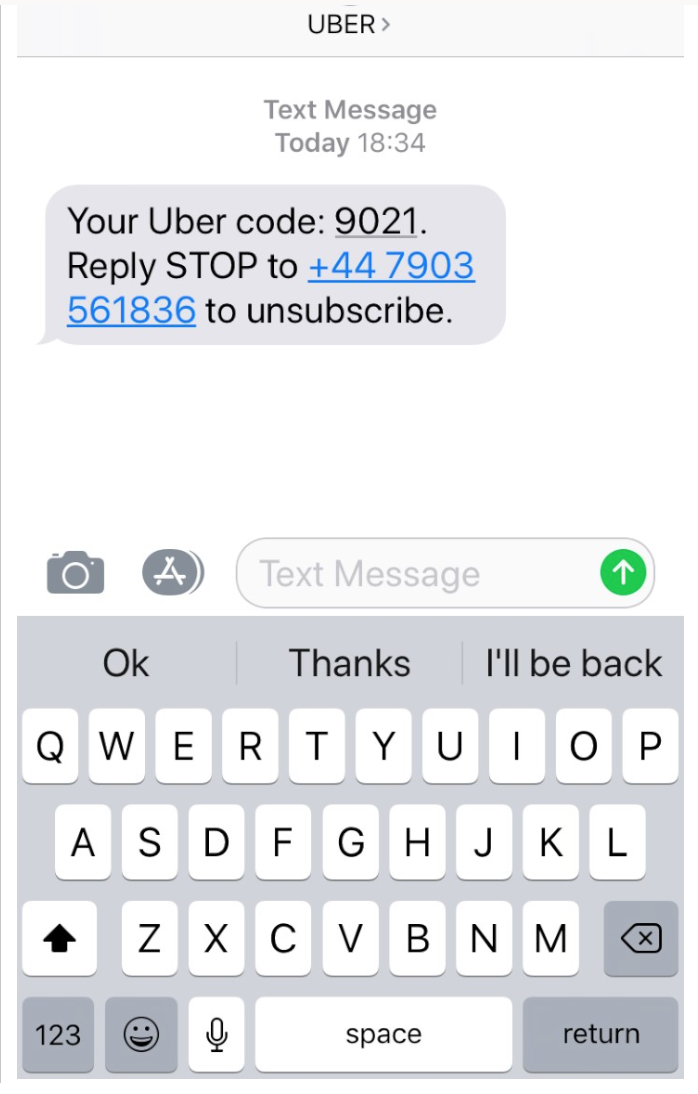 UBER >
Text Message
Today 18:34
Your Uber code: 9021.
Reply STOP to +44 7903
561836 to unsubscribe.
Text Message
Ok Thanks I'll be back
Q W E R T Y U I O P
A S D F G H J K L
Z X C V B N M
123 space return